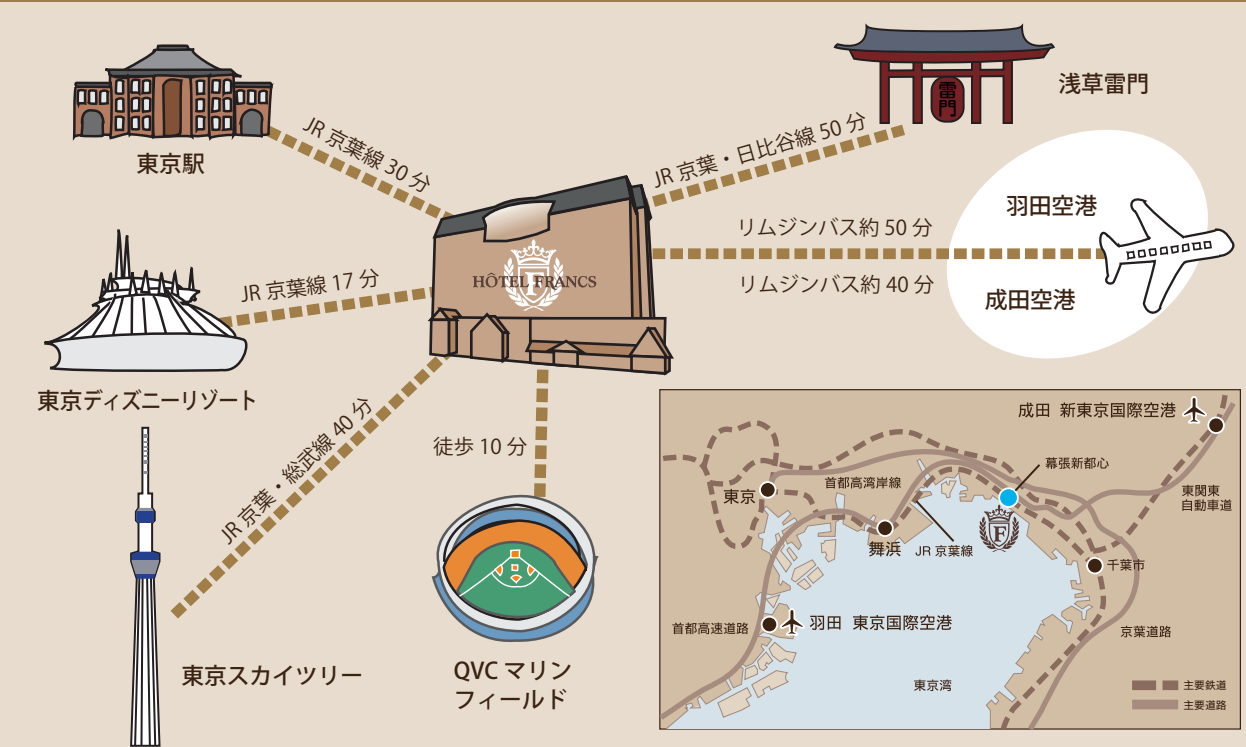 東京駅
JR 京葉線 30 分
浅草雷門
雷門
JR 京葉・日比谷線 50 分
羽田空港
リムジンバス約 50 分
リムジンバス約 40 分
成田空港
HÔTEL FRANCS
F
JR 京葉線 17 分
東京ディズニーリゾート
JR 京葉・総武線 40 分
東京スカイツリー
徒歩 10 分
QVC マリン
フィールド
成田 新東京国際空港
幕張新都心
首都高湾岸線
東京
東関東
自動車道
F
舞浜
JR 京葉線
千葉市
羽田 東京国際空港
首都高速道路
京葉道路
東京湾
主要鉄道
主要道路